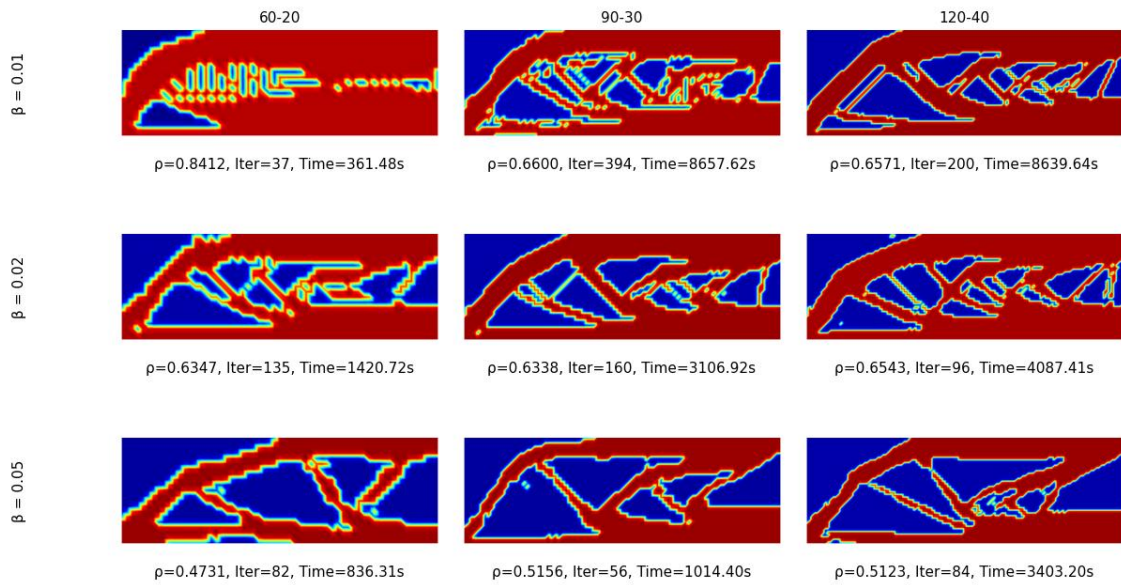 60-20 90-30 120-40
β = 0.01
ρ=0.8412, Iter=37, Time=361.48s ρ=0.6600, Iter=394, Time=8657.62s ρ=0.6571, Iter=200, Time=8639.64s
β = 0.02
ρ=0.6347, Iter=135, Time=1420.72s ρ=0.6338, Iter=160, Time=3106.92s ρ=0.6543, Iter=96, Time=4087.41s
β = 0.05
ρ=0.4731, Iter=82, Time=836.31s ρ=0.5156, Iter=56, Time=1014.40s ρ=0.5123, Iter=84, Time=3403.20s